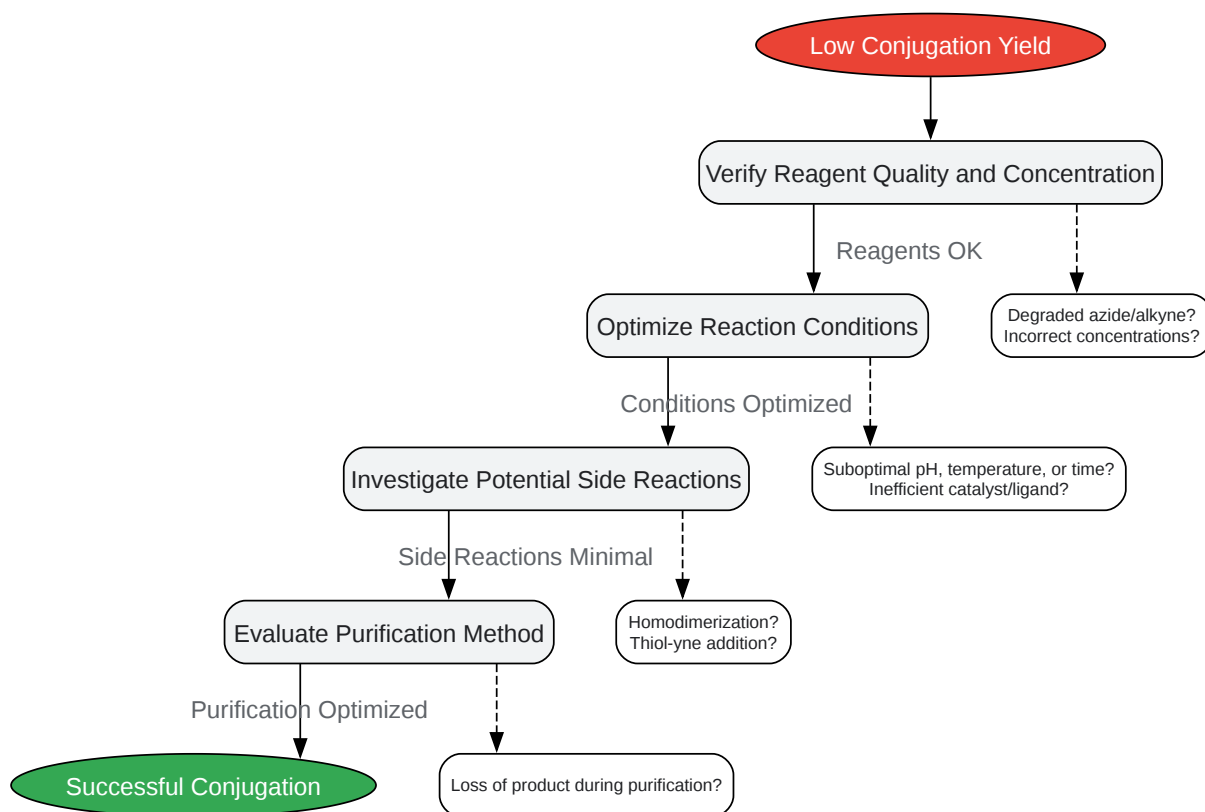 Low Conjugation Yield
Verify Reagent Quality and Concentration
Reagents OK
Degraded azide/alkyne?
Incorrect concentrations?
Optimize Reaction Conditions
Conditions Optimized
Suboptimal pH, temperature, or time?
Inefficient catalyst/ligand?
Investigate Potential Side Reactions
Side Reactions Minimal
Homodimerization?
Thiol-yne addition?
Evaluate Purification Method
Purification Optimized
Loss of product during purification?
Successful Conjugation